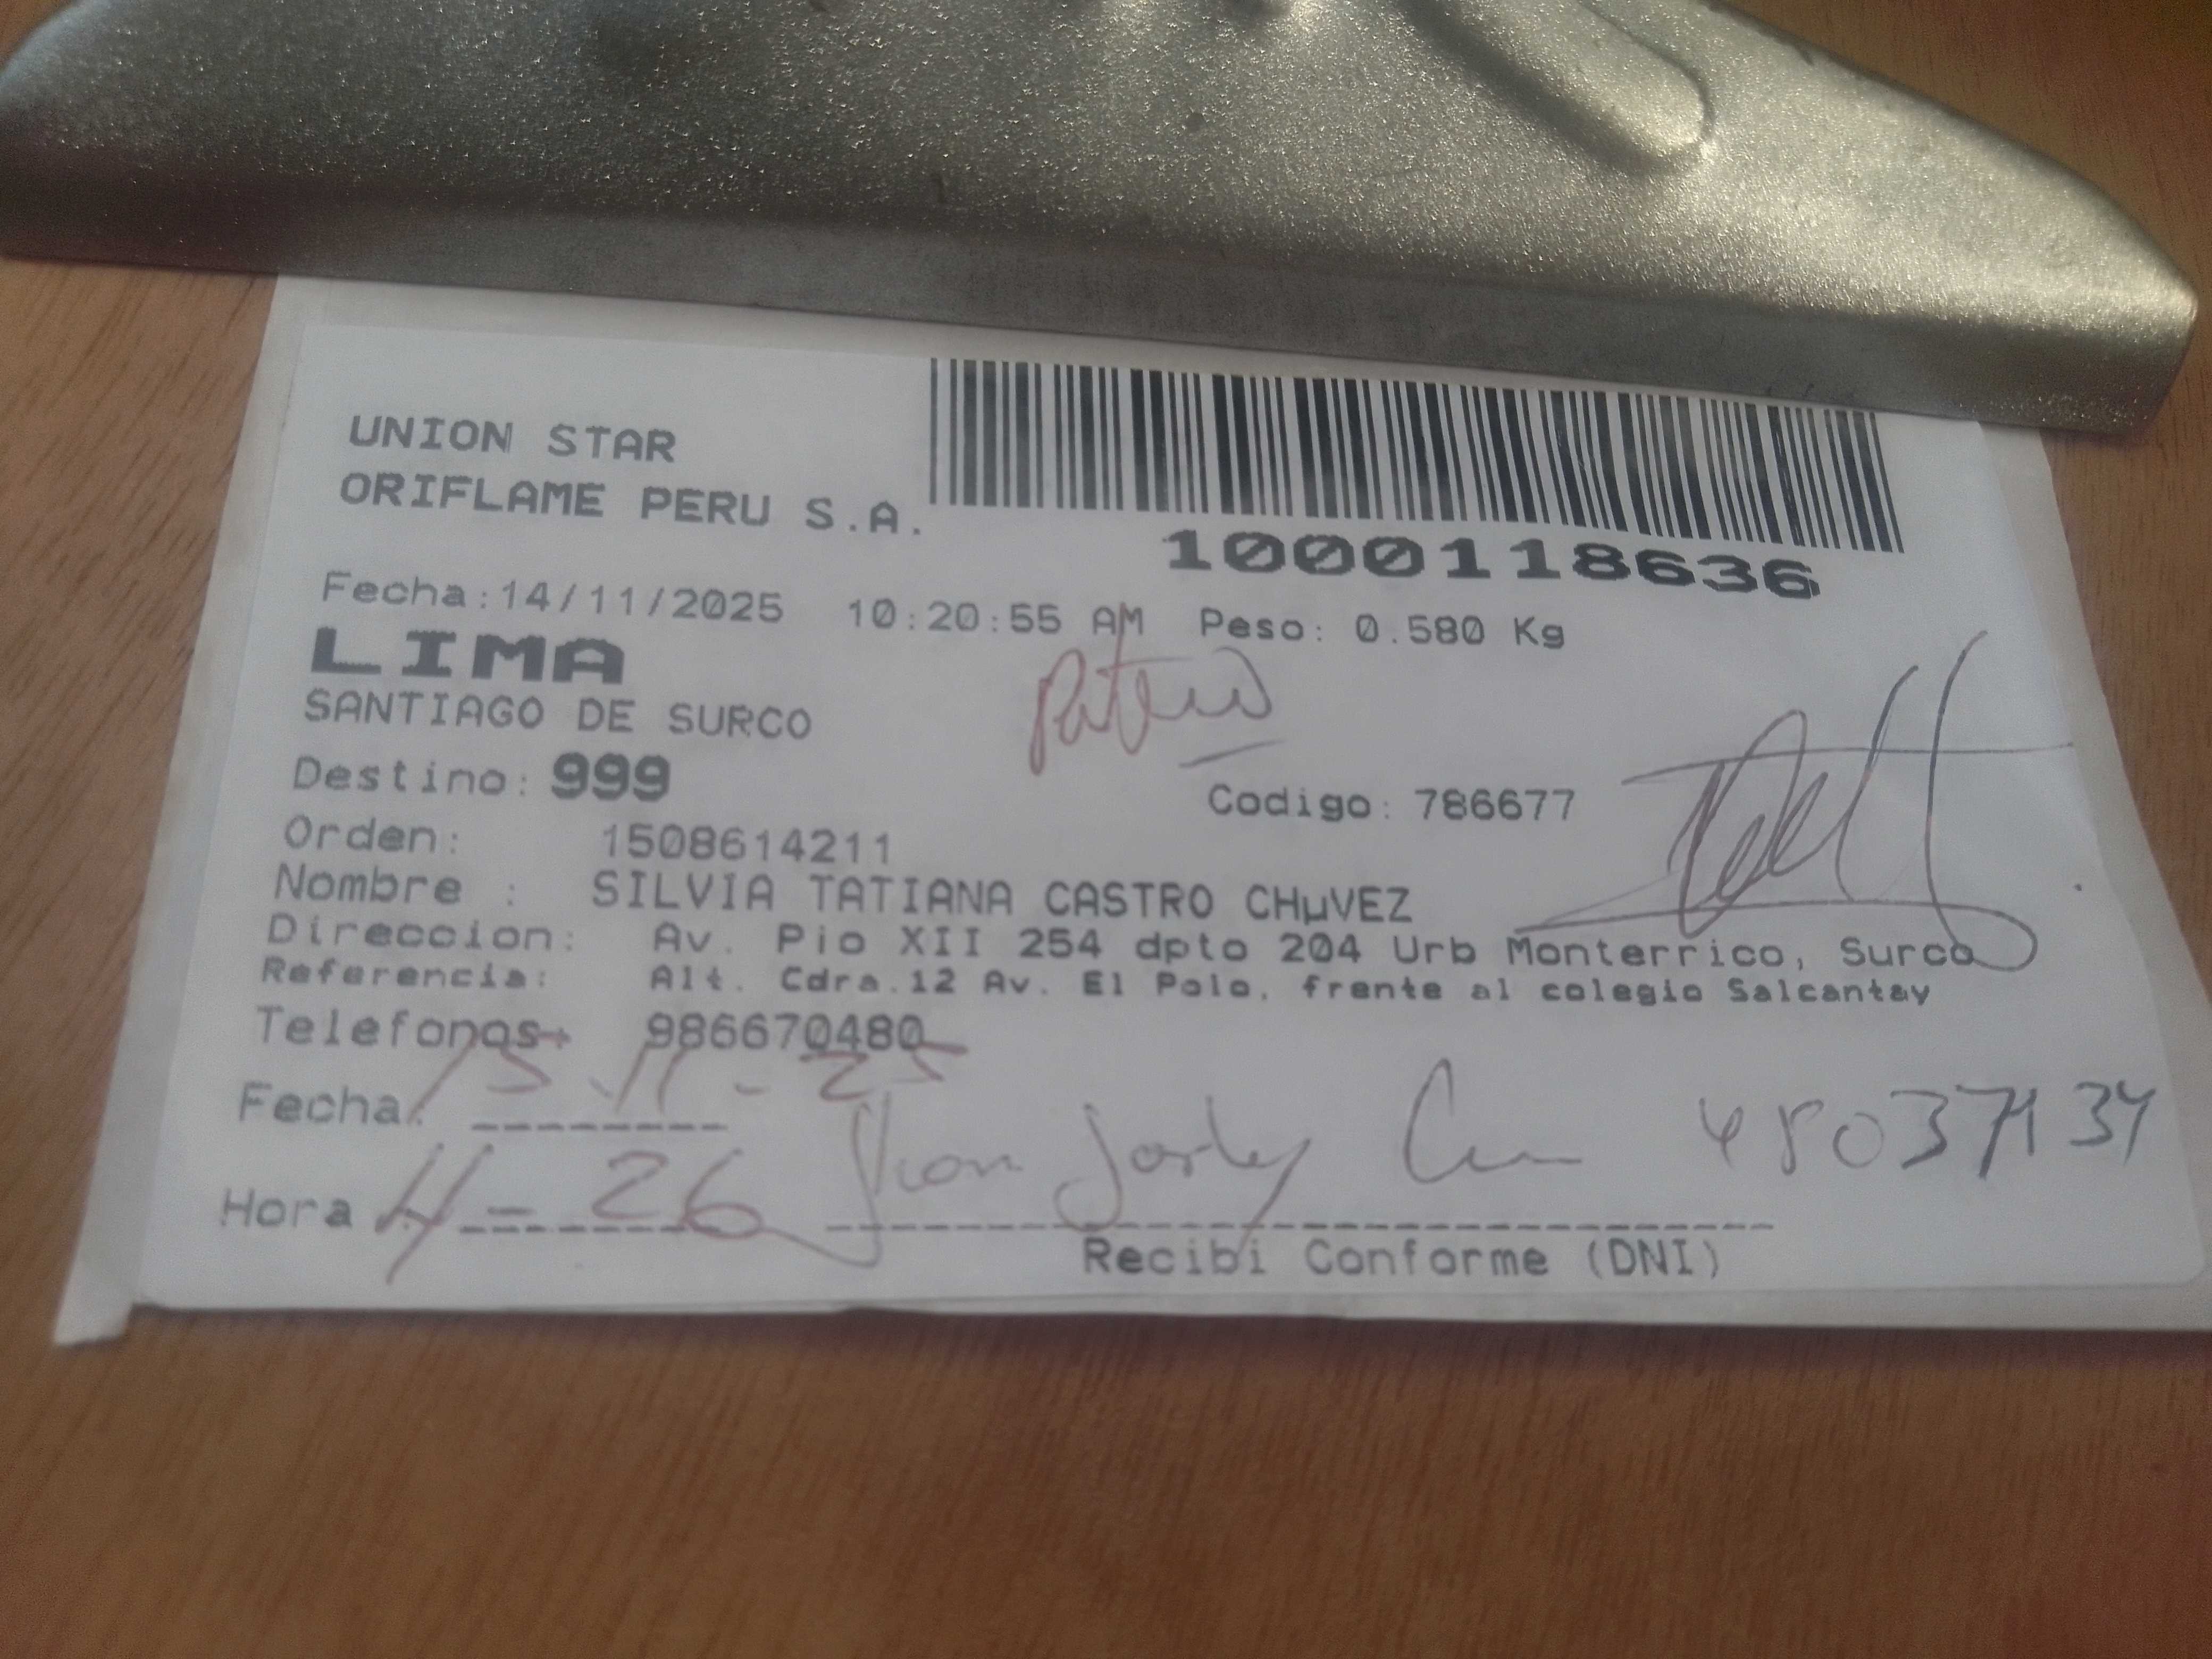 UNION STAR
ORIFLAME PERU S.A.
1000118636
Fecha:14/11/2025 10:20:55 AM Peso: 0.580 Kg
LIMA
SANTIAGO DE SURCO
Destino: 999
Codigo: 786677
Orden: 1508614211
Nombre : SILVIA TATIANA CASTRO CHµVEZ
Direccion: Av. Pio XII 254 dpto 204 Urb Monterrico, Surco
Referencia: Alt. Cdra.12 Av. El Polo, frente al colegio Salcantay
Telefonos: 986670480
Fecha: 15-11-25
Hora 4-26 Jhon
Recibi Conforme (DNI)